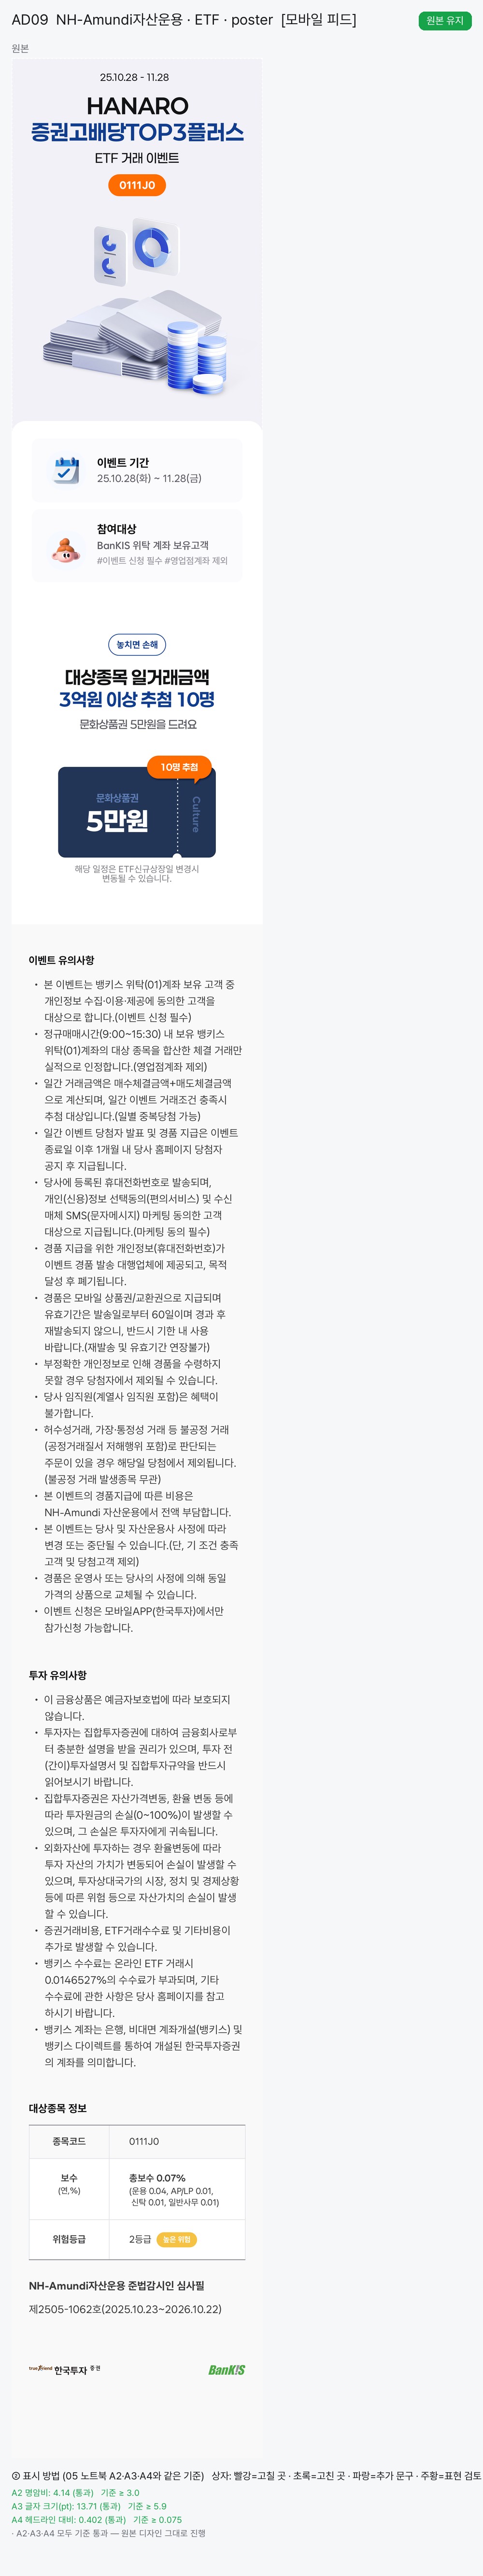 AD09 NH-Amundi자산운용 · ETF · poster [모바일 피드]
원본 유지
원본
25.10.28 - 11.28
HANARO
증권고배당TOP3플러스
ETF 거래 이벤트
0111J0
이벤트 기간
25.10.28(화) ~ 11.28(금)
참여대상
BanKIS 위탁 계좌 보유고객
#이벤트 신청 필수 #영업점계좌 제외
놓치면 손해
대상종목 일거래금액
3억원 이상 추첨 10명
문화상품권 5만원을 드려요
10명 추첨
문화상품권
5만원
Culture
해당 일정은 ETF신규상장일 변경시
변동될 수 있습니다.
이벤트 유의사항
• 본 이벤트는 뱅키스 위탁(01)계좌 보유 고객 중
개인정보 수집·이용·제공에 동의한 고객을
대상으로 합니다.(이벤트 신청 필수)
• 정규매매시간(9:00~15:30) 내 보유 뱅키스
위탁(01)계좌의 대상 종목을 합산한 체결 거래만
실적으로 인정합니다.(영업점계좌 제외)
• 일간 거래금액은 매수체결금액+매도체결금액
으로 계산되며, 일간 이벤트 거래조건 충족시
추첨 대상입니다.(일별 중복당첨 가능)
• 일간 이벤트 당첨자 발표 및 경품 지급은 이벤트
종료일 이후 1개월 내 당사 홈페이지 당첨자
공지 후 지급됩니다.
• 당사에 등록된 휴대전화번호로 발송되며,
개인(신용)정보 선택동의(편의서비스) 및 수신
매체 SMS(문자메시지) 마케팅 동의한 고객
대상으로 지급됩니다.(마케팅 동의 필수)
• 경품 지급을 위한 개인정보(휴대전화번호)가
이벤트 경품 발송 대행업체에 제공되고, 목적
달성 후 폐기됩니다.
• 경품은 모바일 상품권/교환권으로 지급되며
유효기간은 발송일로부터 60일이며 경과 후
재발송되지 않으니, 반드시 기한 내 사용
바랍니다.(재발송 및 유효기간 연장불가)
• 부정확한 개인정보로 인해 경품을 수령하지
못할 경우 당첨자에서 제외될 수 있습니다.
• 당사 임직원(계열사 임직원 포함)은 혜택이
불가합니다.
• 허수성거래, 가장·통정성 거래 등 불공정 거래
(공정거래질서 저해행위 포함)로 판단되는
주문이 있을 경우 해당일 당첨에서 제외됩니다.
(불공정 거래 발생종목 무관)
• 본 이벤트의 경품지급에 따른 비용은
NH-Amundi 자산운용에서 전액 부담합니다.
• 본 이벤트는 당사 및 자산운용사 사정에 따라
변경 또는 중단될 수 있습니다.(단, 기 조건 충족
고객 및 당첨고객 제외)
• 경품은 운영사 또는 당사의 사정에 의해 동일
가격의 상품으로 교체될 수 있습니다.
• 이벤트 신청은 모바일APP(한국투자)에서만
참가신청 가능합니다.
투자 유의사항
• 이 금융상품은 예금자보호법에 따라 보호되지
않습니다.
• 투자자는 집합투자증권에 대하여 금융회사로부
터 충분한 설명을 받을 권리가 있으며, 투자 전
(간이)투자설명서 및 집합투자규약을 반드시
읽어보시기 바랍니다.
• 집합투자증권은 자산가격변동, 환율 변동 등에
따라 투자원금의 손실(0~100%)이 발생할 수
있으며, 그 손실은 투자자에게 귀속됩니다.
• 외화자산에 투자하는 경우 환율변동에 따라
투자 자산의 가치가 변동되어 손실이 발생할 수
있으며, 투자상대국가의 시장, 정치 및 경제상황
등에 따른 위험 등으로 자산가치의 손실이 발생
할 수 있습니다.
• 증권거래비용, ETF거래수수료 및 기타비용이
추가로 발생할 수 있습니다.
• 뱅키스 수수료는 온라인 ETF 거래시
0.0146527%의 수수료가 부과되며, 기타
수수료에 관한 사항은 당사 홈페이지를 참고
하시기 바랍니다.
• 뱅키스 계좌는 은행, 비대면 계좌개설(뱅키스) 및
뱅키스 다이렉트를 통하여 개설된 한국투자증권
의 계좌를 의미합니다.
대상종목 정보
종목코드
0111J0
보수
(연,%)
총보수 0.07%
(운용 0.04, AP/LP 0.01,
신탁 0.01, 일반사무 0.01)
위험등급
2등급 높은 위험
NH-Amundi자산운용 준법감시인 심사필
제2505-1062호(2025.10.23~2026.10.22)
true Friend 한국투자 증권
BanKIS
② 표시 방법 (05 노트북 A2·A3·A4와 같은 기준) 상자: 빨강=고칠 곳 · 초록=고친 곳 · 파랑=추가 문구 · 주황=표현 검토
A2 명암비: 4.14 (통과) 기준 ≥ 3.0
A3 글자 크기(pt): 13.71 (통과) 기준 ≥ 5.9
A4 헤드라인 대비: 0.402 (통과) 기준 ≥ 0.075
· A2·A3·A4 모두 기준 통과 — 원본 디자인 그대로 진행